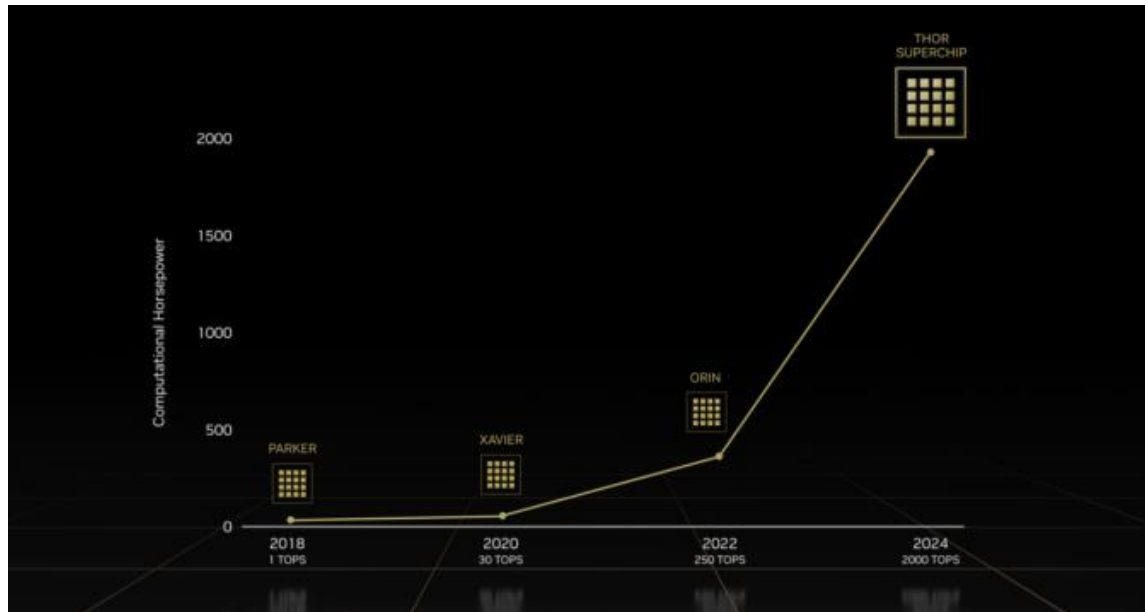 THOR
SUPERCHIP
2000
1500
Computational Horsepower
1000
ORIN
500
PARKER
XAVIER
0
2018
1 TOPS
2020
30 TOPS
2022
250 TOPS
2024
2000 TOPS